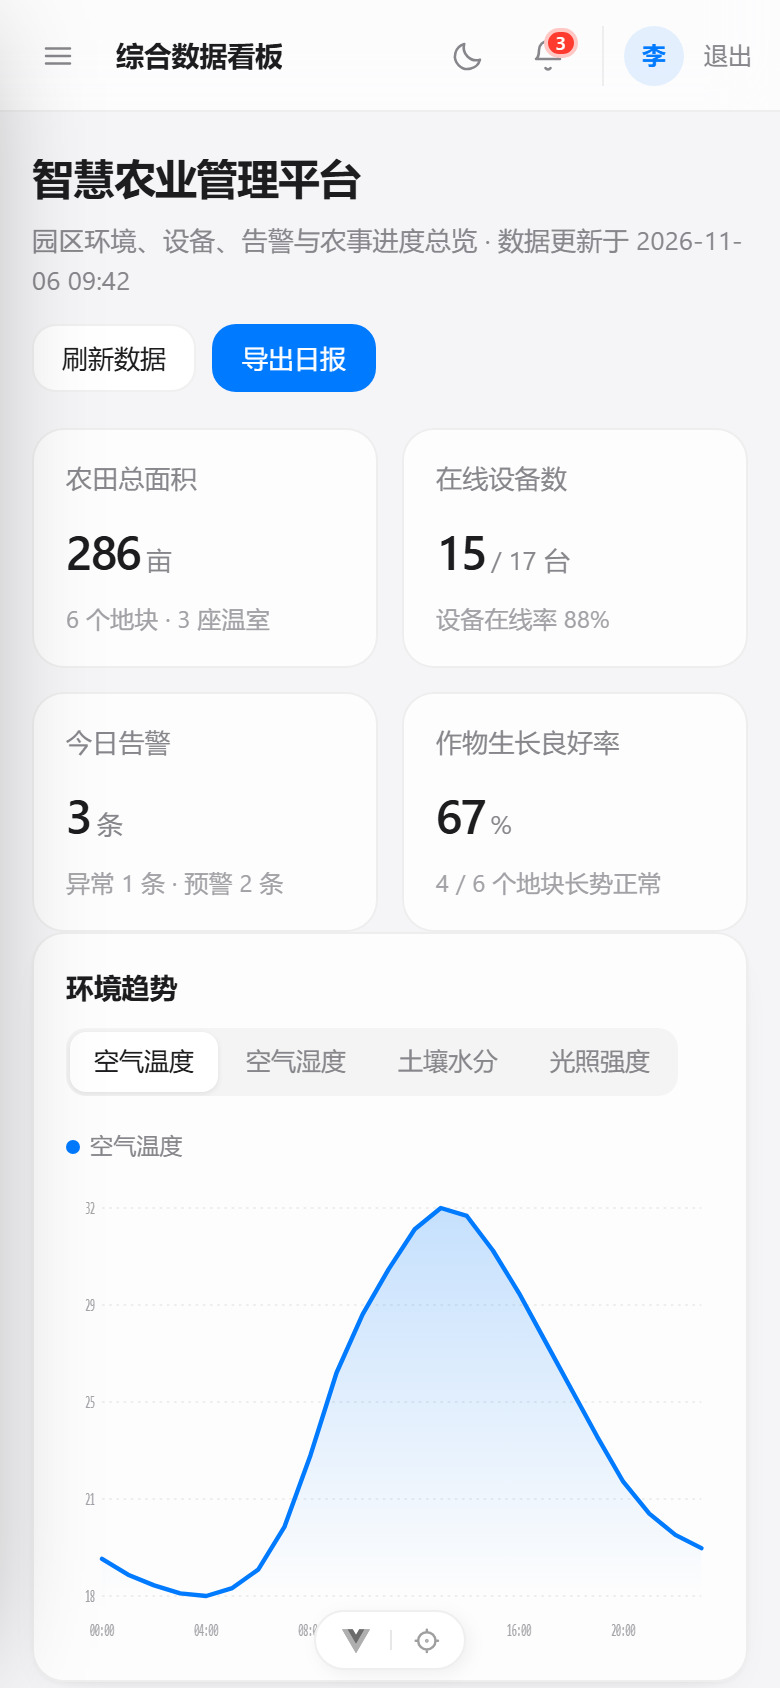 综合数据看板
3
李
退出
智慧农业管理平台
园区环境、设备、告警与农事进度总览 · 数据更新于 2026-11-
06 09:42
刷新数据
导出日报
农田总面积
286 亩
6 个地块 · 3 座温室
在线设备数
15 / 17 台
设备在线率 88%
今日告警
3 条
异常 1 条 · 预警 2 条
作物生长良好率
67 %
4 / 6 个地块长势正常
环境趋势
空气温度
空气湿度
土壤水分
光照强度
空气温度
32
29
25
21
18
00:00
04:00
16:00
20:00